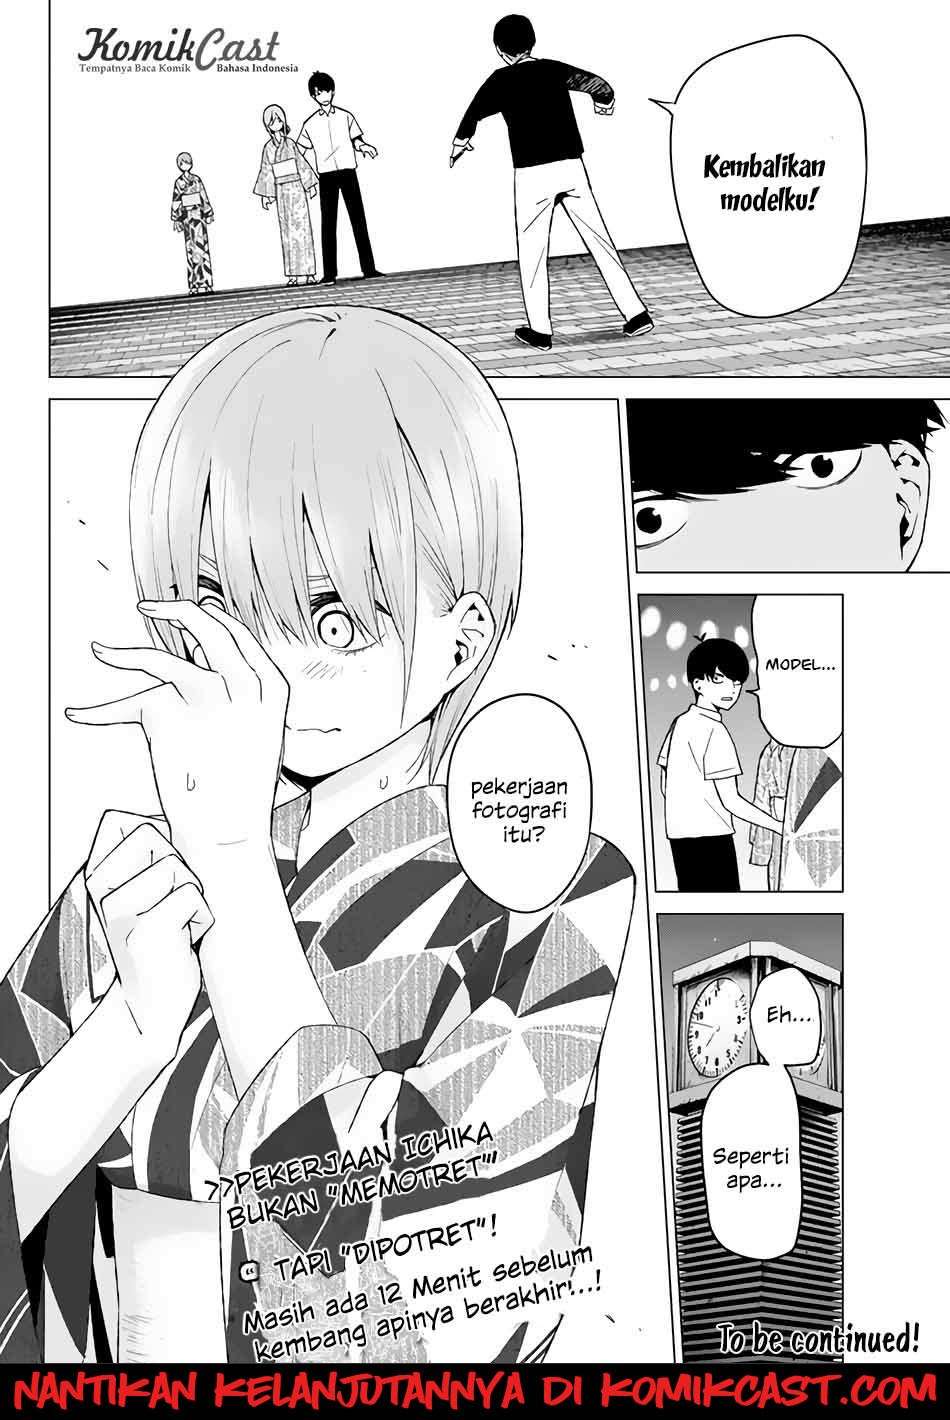 KomikCast
Tempatnya Baca Komik Bahasa Indonesia
Kembalikan
modelku!
MODEL...
pekerjaan
fotografi
itu?
Eh...
Seperti
apa...
>>PEKERJAAN ICHIKA
BUKAN "MEMOTRET"
TAPI "DIPOTRET"!
Masih ada 12 Menit sebelum
kembang apinya berakhir!...!
To be continued!
NANTIKAN KELANJUTANNYA DI KOMIKCAST.COM